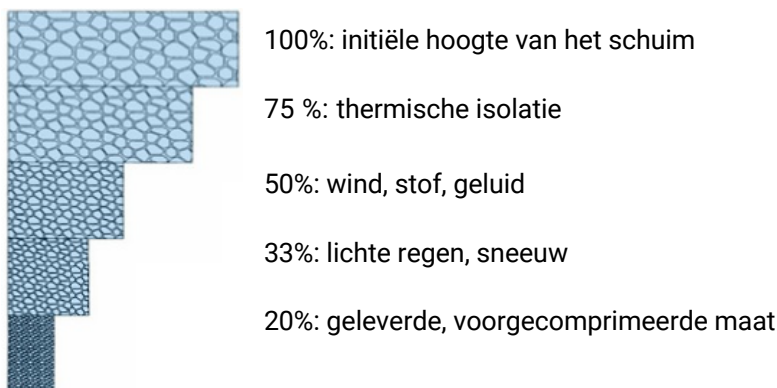 100%: initiële hoogte van het schuim
75 %: thermische isolatie
50%: wind, stof, geluid
33%: lichte regen, sneeuw
20%: geleverde, voorgecomprimeerde maat